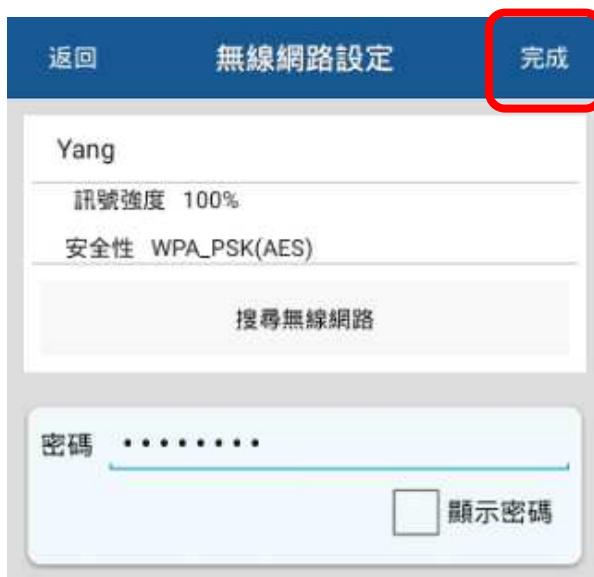 返回 無線網路設定 完成
Yang
訊號強度 100%
安全性 WPA_PSK(AES)
搜尋無線網路
密碼 ••••••••
顯示密碼